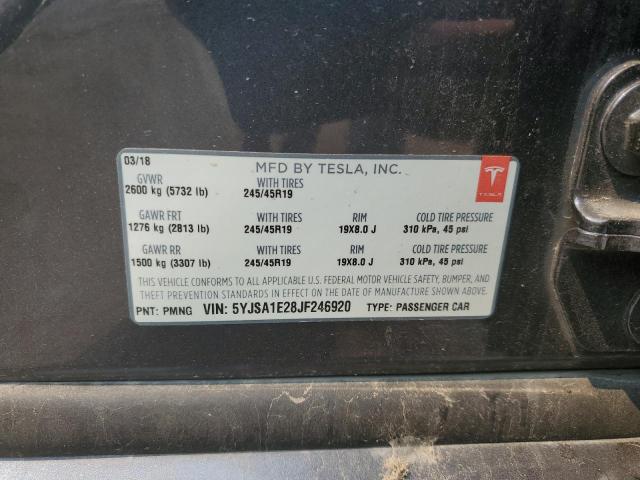 03/18 MFD BY TESLA, INC.
GVWR WITH TIRES
2600 kg (5732 lb) 245/45R19
TESLA
GAWR FRT WITH TIRES RIM COLD TIRE PRESSURE
1276 kg (2813 lb) 245/45R19 19X8.0 J 310 kPa, 45 psi
GAWR RR WITH TIRES RIM COLD TIRE PRESSURE
1500 kg (3307 lb) 245/45R19 19X8.0 J 310 kPa, 45 psi
THIS VEHICLE CONFORMS TO ALL APPLICABLE U.S. FEDERAL MOTOR VEHICLE SAFETY, BUMPER, AND
THEFT PREVENTION STANDARDS IN EFFECT ON THE DATE OF MANUFACTURE SHOWN ABOVE.
PNT: PMNG VIN: 5YJSA1E28JF246920 TYPE: PASSENGER CAR